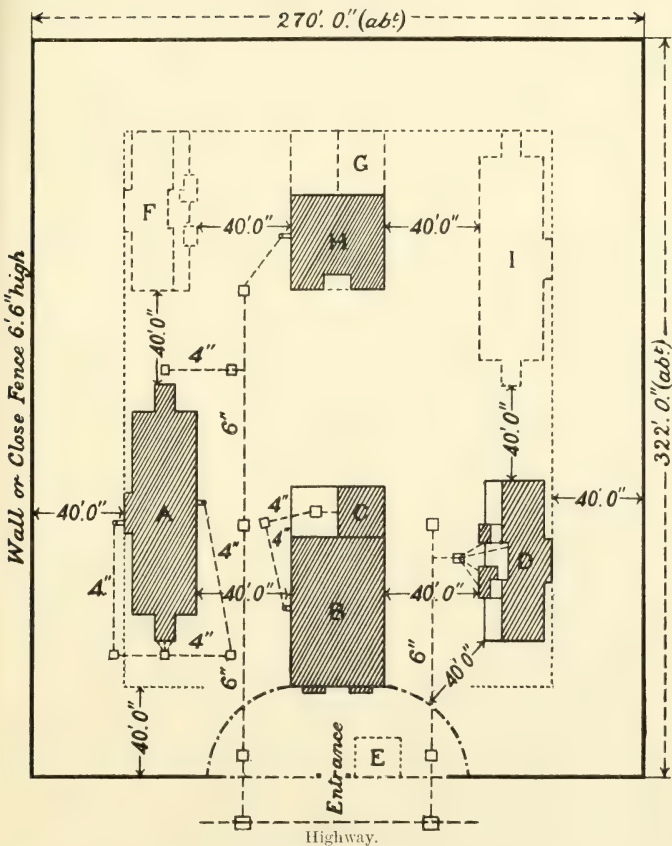 270'. 0." (abt.)
Wall or Close Fence 6'.6" high
322'. 0." (abt.)
F
G
H
I
40'.0"
40'.0"
40'.0"
4"
6"
40'.0"
40'.0"
A
C
D
4"
4"
4"
40'.0"
4"
40'.0"
B
40'.0"
4"
6"
6"
40'.0"
40'.0"
E
Entrance
Highway.